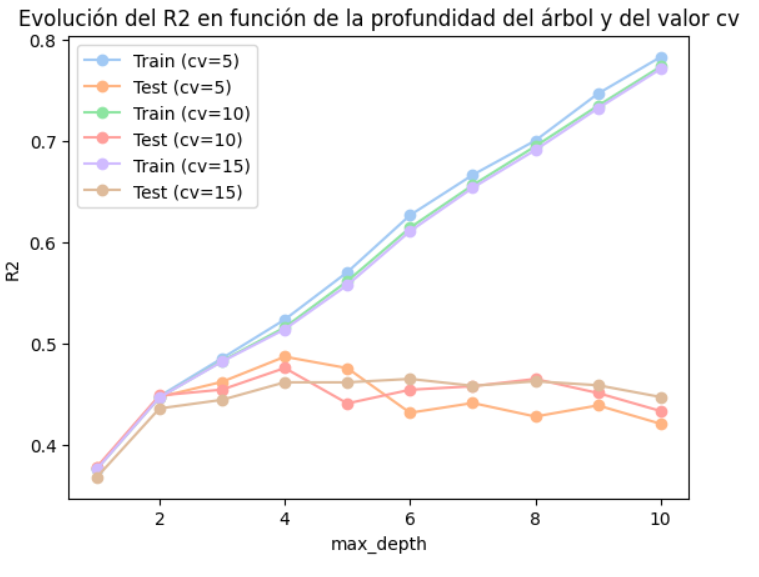 Evolución del R2 en función de la profundidad del árbol y del valor cv
0.8
0.7
0.6
0.5
0.4
R2
Train (cv=5)
Test (cv=5)
Train (cv=10)
Test (cv=10)
Train (cv=15)
Test (cv=15)
2
4
6
8
10
max_depth